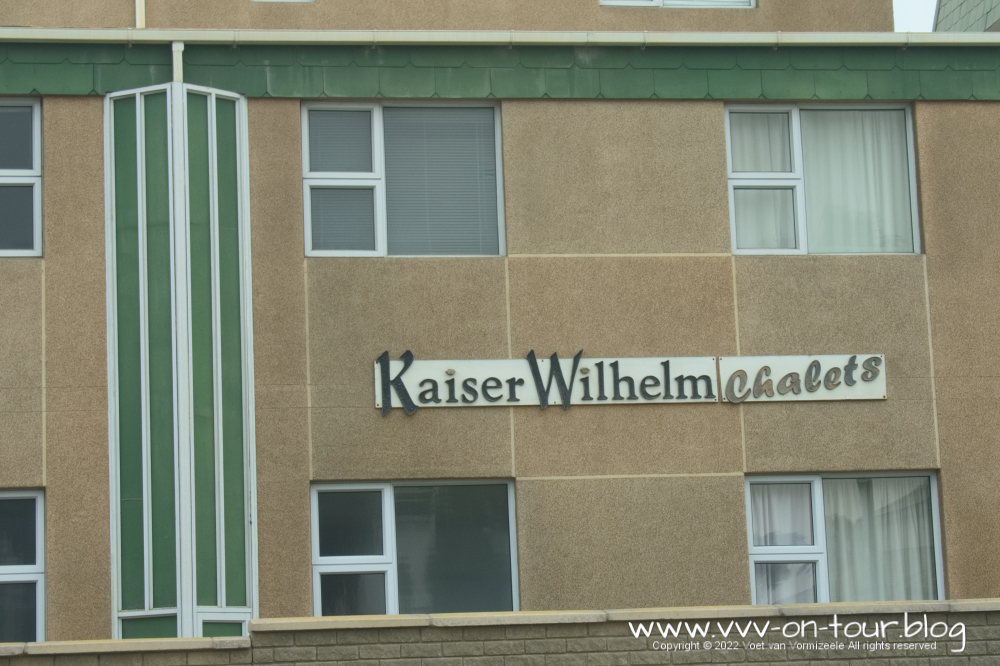 Kaiser Wilhelm Chalets
www.vvv-on-tour.blog
Copyright © 2022 Voet van Vormizeele All rights reserved